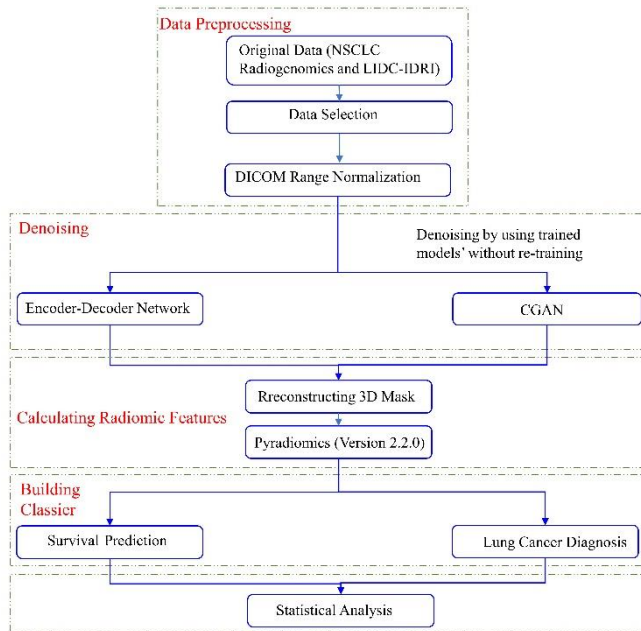 Data Preprocessing
Original Data (NSCLC
Radiogenomics and LIDC-IDRI)
Data Selection
DICOM Range Normalization
Denoising
Denoising by using trained
models' without re-training
Encoder-Decoder Network
CGAN
Rreconstructing 3D Mask
Calculating Radiomic Features
Pyradiomics (Version 2.2.0)
Building
Classier
Survival Prediction
Lung Cancer Diagnosis
Statistical Analysis